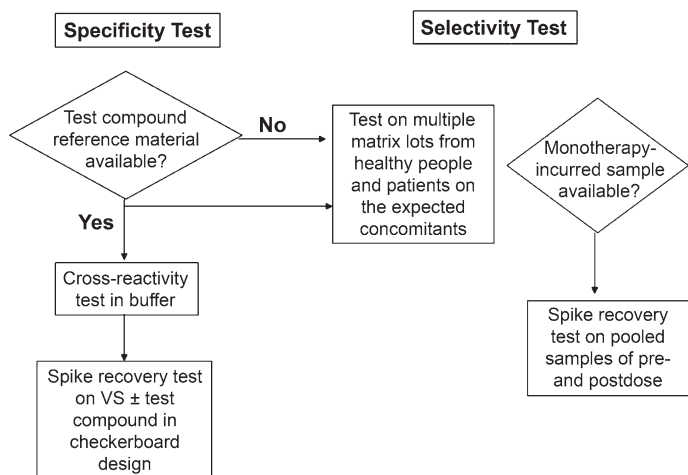 Specificity Test
Selectivity Test
Test compound
reference material
available?
No
Yes
Test on multiple
matrix lots from
healthy people
and patients on
the expected
concomitants
Monotherapy-
incurred sample
available?
Cross-reactivity
test in buffer
Spike recovery test
on VS ± test
compound in
checkerboard
design
Spike recovery
test on pooled
samples of pre-
and postdose